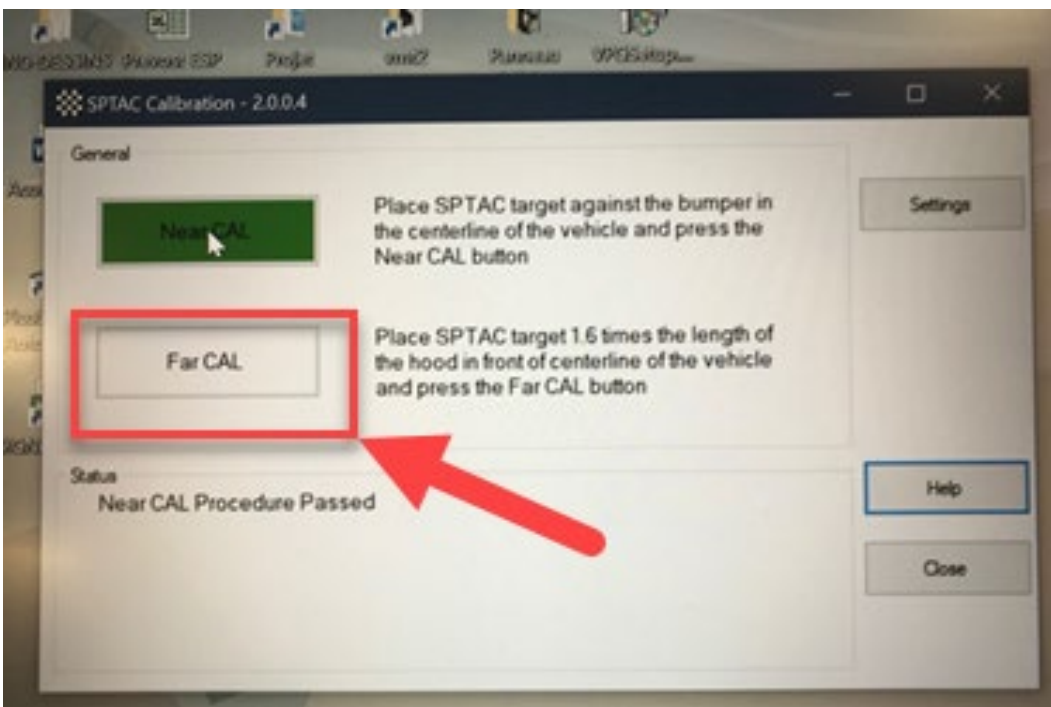 Projet
SPTAC Calibration - 2.0.0.4
General
Near CAL
Place SPTAC target against the bumper in
the centerline of the vehicle and press the
Near CAL button
Settings
Far CAL
Place SPTAC target 1.6 times the length of
the hood in front of centerline of the vehicle
and press the Far CAL button
Status
Near CAL Procedure Passed
Help
Close